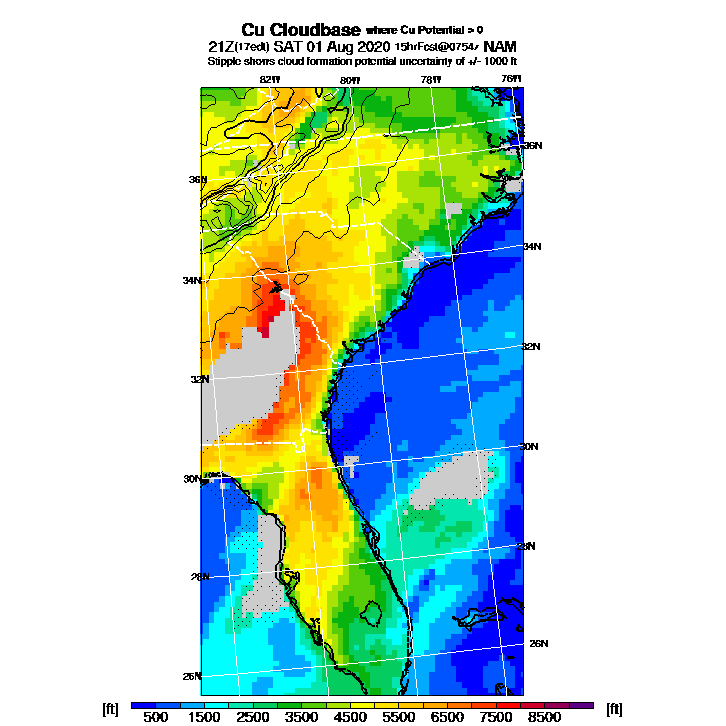 Cu Cloudbase where Cu Potential > 0
21Z(17edt) SAT 01 Aug 2020 15hrFcst@0754z NAM
Stipple shows cloud formation potential uncertainty of +/- 1000 ft
82W 80W 78W 76W
36N
36N
34N
34N
32N
32N
30N
30N
28N
28N
26N
26N
[ft] 500 1500 2500 3500 4500 5500 6500 7500 8500 [ft]